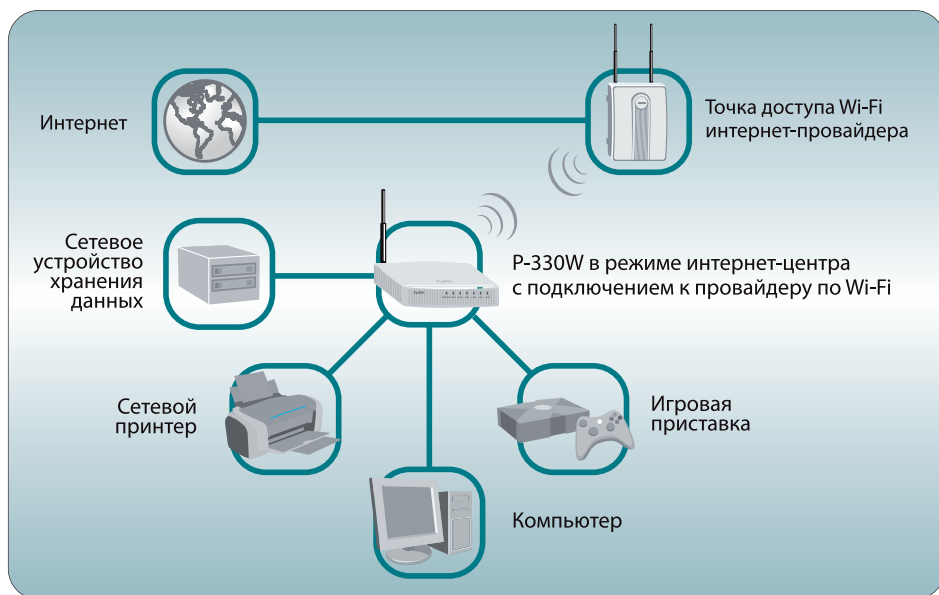 Интернет
Точка доступа Wi-Fi
интернет-провайдера
Сетевое
устройство
хранения
данных
P-330W в режиме интернет-центра
с подключением к провайдеру по Wi-Fi
ZyXEL
Сетевой
принтер
Игровая
приставка
Компьютер